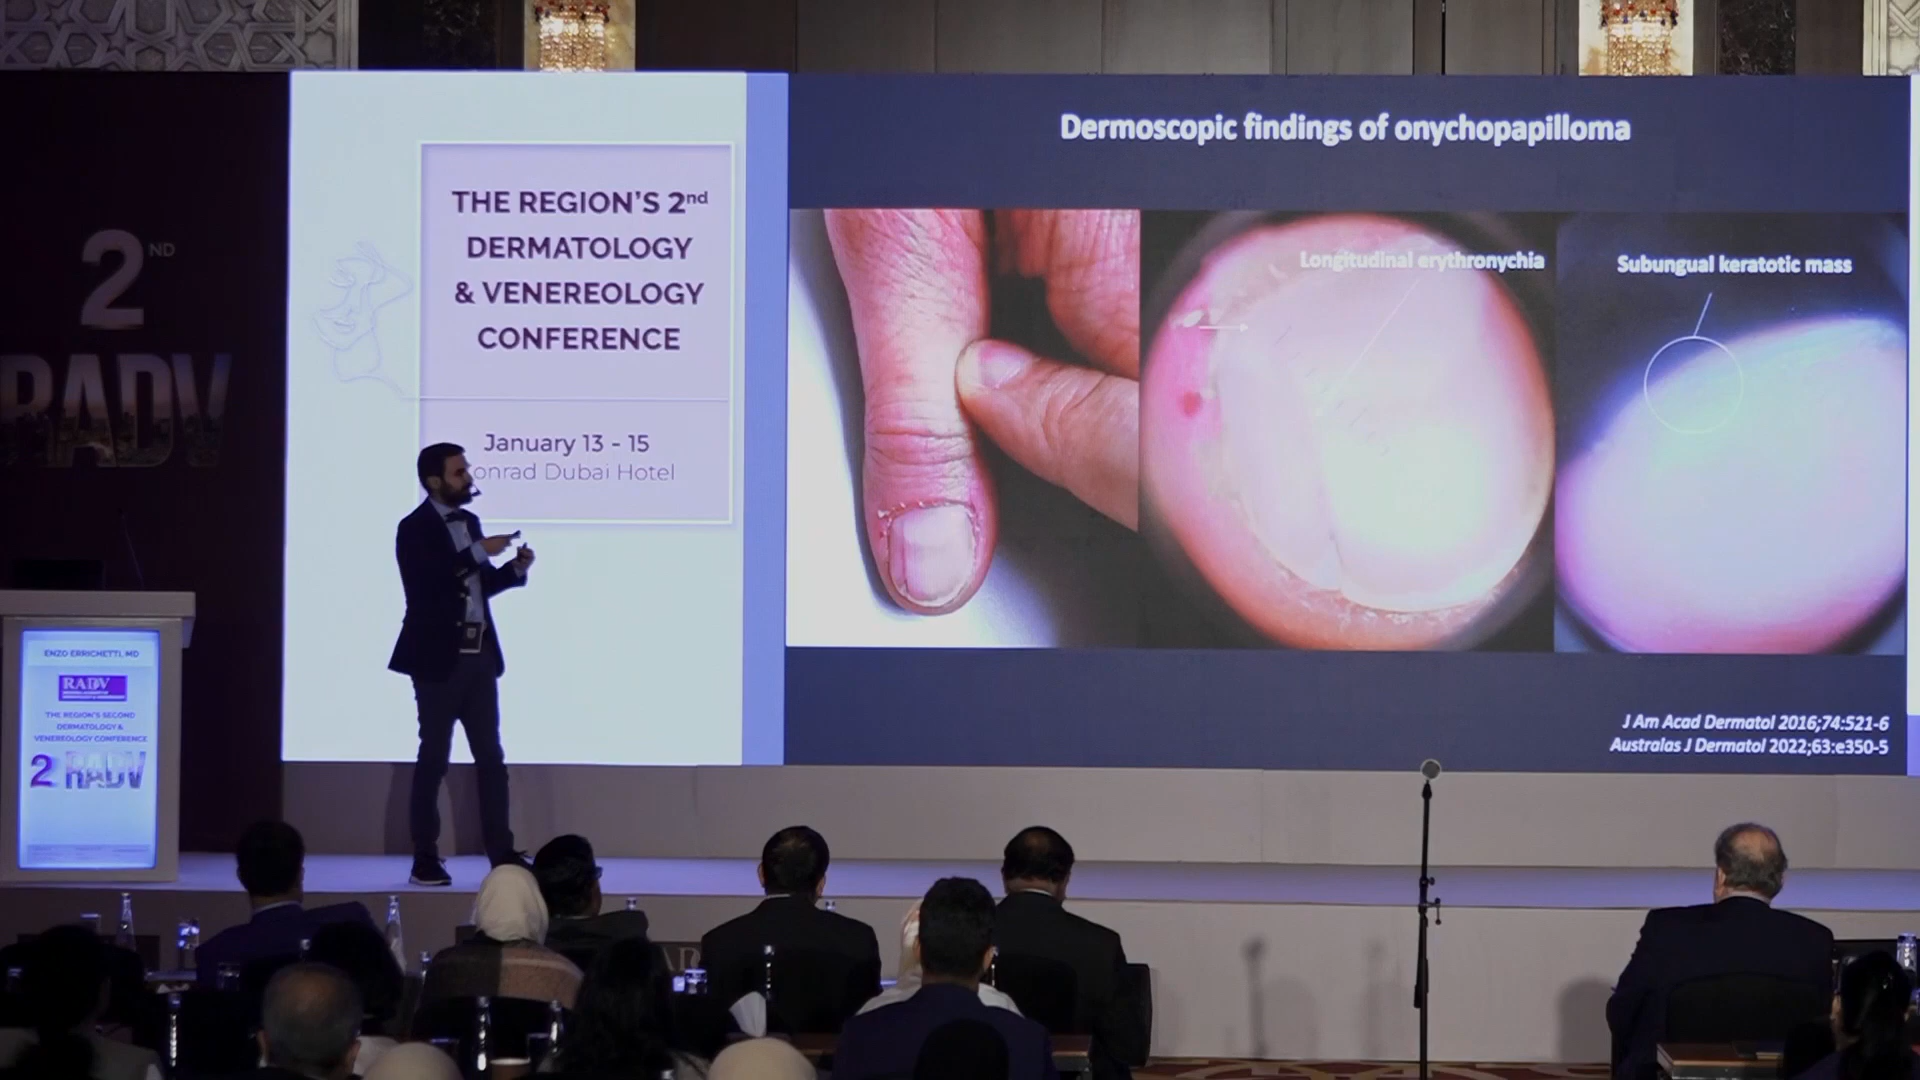 2ND
RADV
THE REGION'S 2nd
DERMATOLOGY
& VENEREOLOGY
CONFERENCE
January 13 - 15
onrad Dubai Hotel
Dermoscopic findings of onychopapilloma
Longitudinal erythronychia
Subungual keratotic mass
J Am Acad Dermatol 2016;74:521-6
Australas J Dermatol 2022;63:e350-5
ENZO ERRICHETTI, MD
RADV
THE REGION'S SECOND
DERMATOLOGY &
VENEREOLOGY CONFERENCE
2 RADV